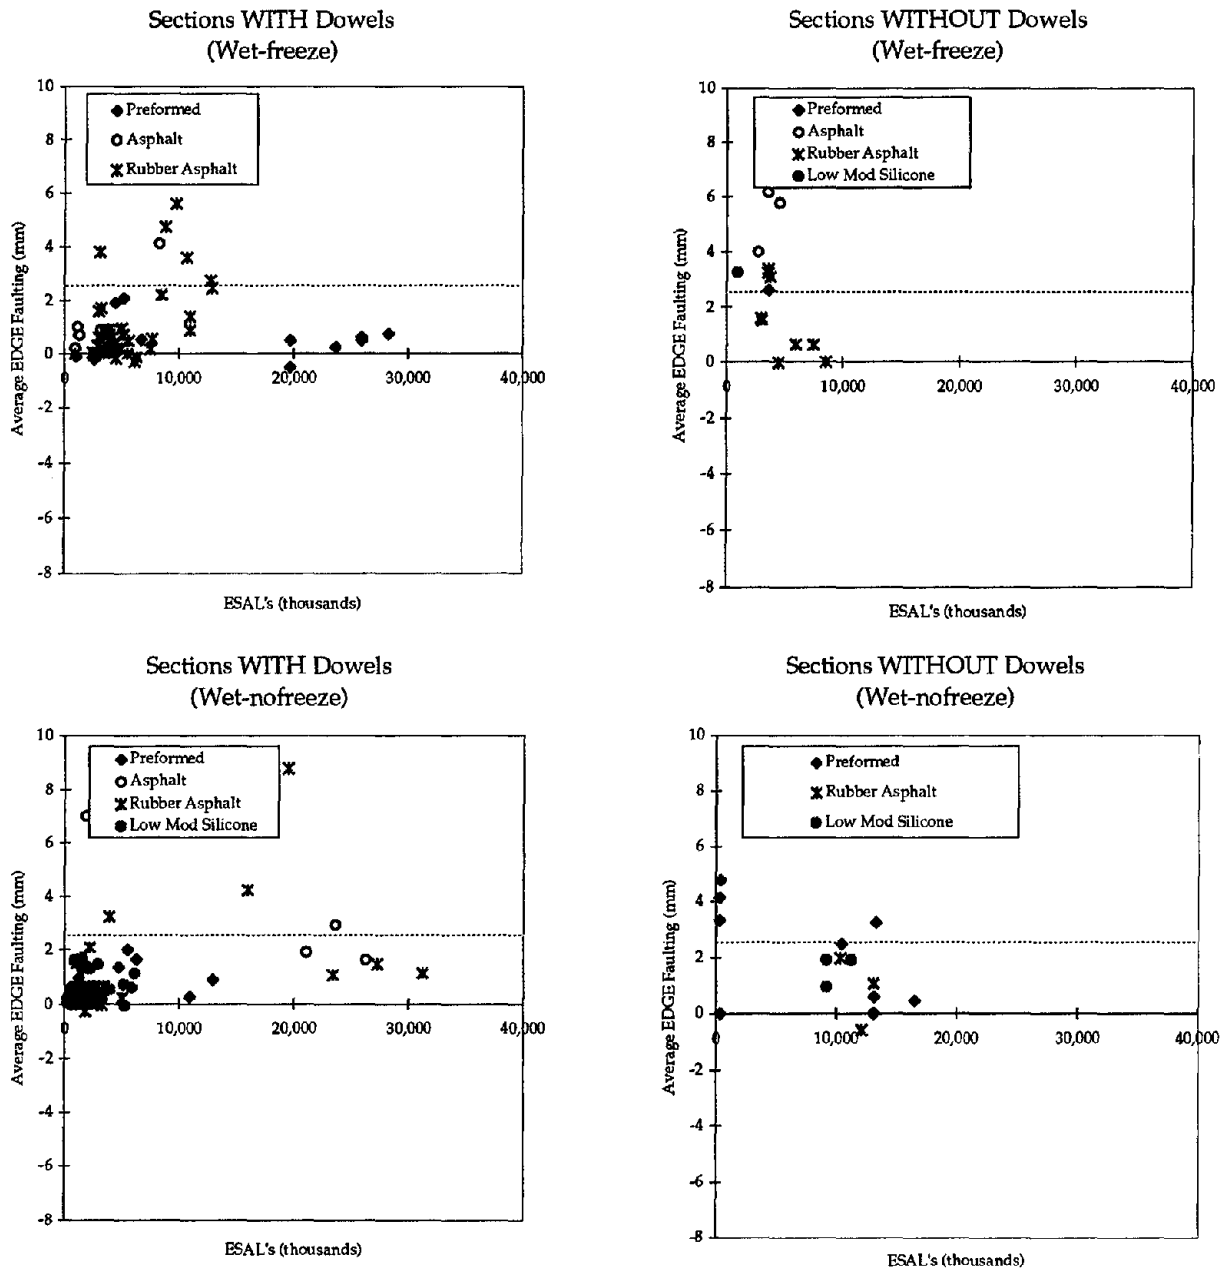 Sections WITH Dowels
(Wet-freeze)
10
8
6
4
2
0
-2
-4
-6
-8
Average EDGE Faulting (mm)
Preformed
Asphalt
Rubber Asphalt
0
10,000
20,000
30,000
40,000
ESAL's (thousands)
Sections WITHOUT Dowels
(Wet-freeze)
10
8
6
4
2
0
-2
-4
-6
-8
Average EDGE Faulting (mm)
Preformed
Asphalt
Rubber Asphalt
Low Mod Silicone
0
10,000
20,000
30,000
40,000
ESAL's (thousands)
Sections WITH Dowels
(Wet-nofreeze)
10
8
6
4
2
0
-2
-4
-6
-8
Average EDGE Faulting (mm)
Preformed
Asphalt
Rubber Asphalt
Low Mod Silicone
0
10,000
20,000
30,000
40,000
ESAL's (thousands)
Sections WITHOUT Dowels
(Wet-nofreeze)
10
8
6
4
2
0
-2
-4
-6
-8
Average EDGE Faulting (mm)
Preformed
Rubber Asphalt
Low Mod Silicone
0
10,000
20,000
30,000
40,000
ESAL's (thousands)